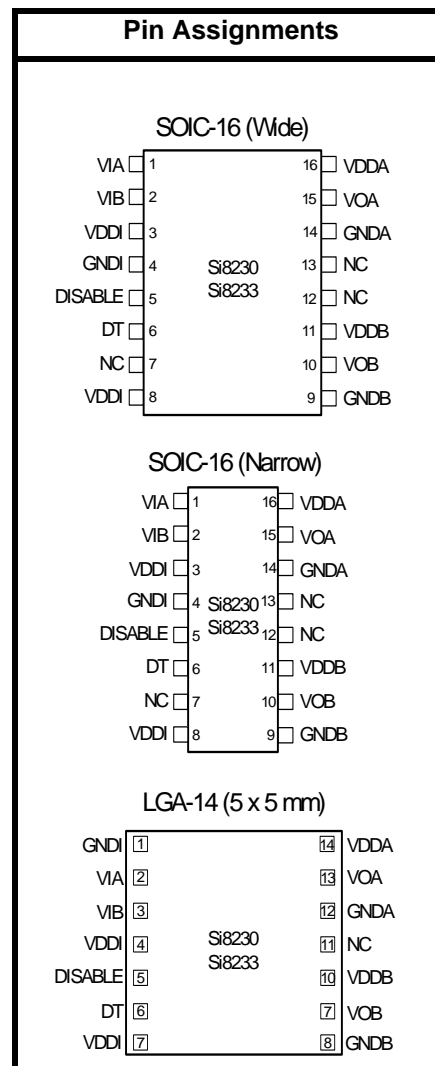 Pin Assignments
SOIC-16 (Wide)
VIA 1 16 VDDA
VIB 2 15 VOA
VDDI 3 14 GNDA
GNDI 4 Si8230 13 NC
DISABLE 5 Si8233 12 NC
DT 6 11 VDDB
NC 7 10 VOB
VDDI 8 9 GNDB
SOIC-16 (Narrow)
VIA 1 16 VDDA
VIB 2 15 VOA
VDDI 3 14 GNDA
GNDI 4 Si8230 13 NC
DISABLE 5 Si8233 12 NC
DT 6 11 VDDB
NC 7 10 VOB
VDDI 8 9 GNDB
LGA-14 (5 x 5 mm)
GNDI 1 14 VDDA
VIA 2 13 VOA
VIB 3 12 GNDA
VDDI 4 Si8230 11 NC
DISABLE 5 Si8233 10 VDDB
DT 6 7 VOB
VDDI 7 8 GNDB